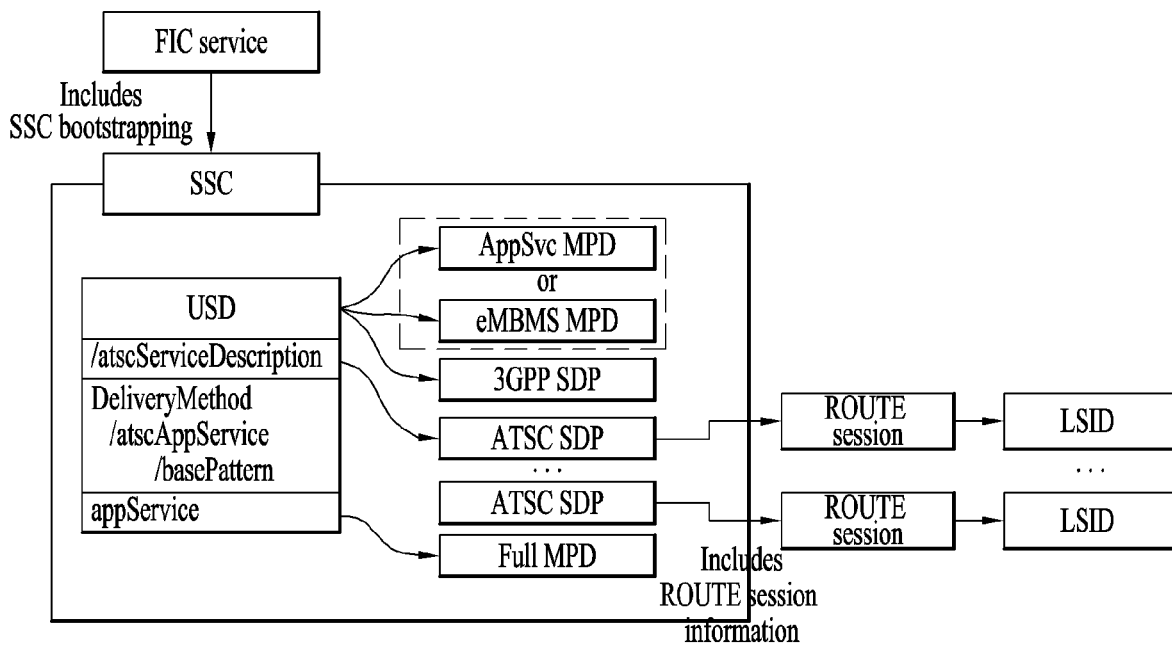 FIC service
Includes
SSC bootstrapping
SSC
USD
/atscServiceDescription
DeliveryMethod
/atscAppService
/basePattern
appService
AppSvc MPD
or
eMBMS MPD
3GPP SDP
ATSC SDP
...
ATSC SDP
Full MPD
Includes
ROUTE session
information
ROUTE
session
LSID
...
ROUTE
session
LSID